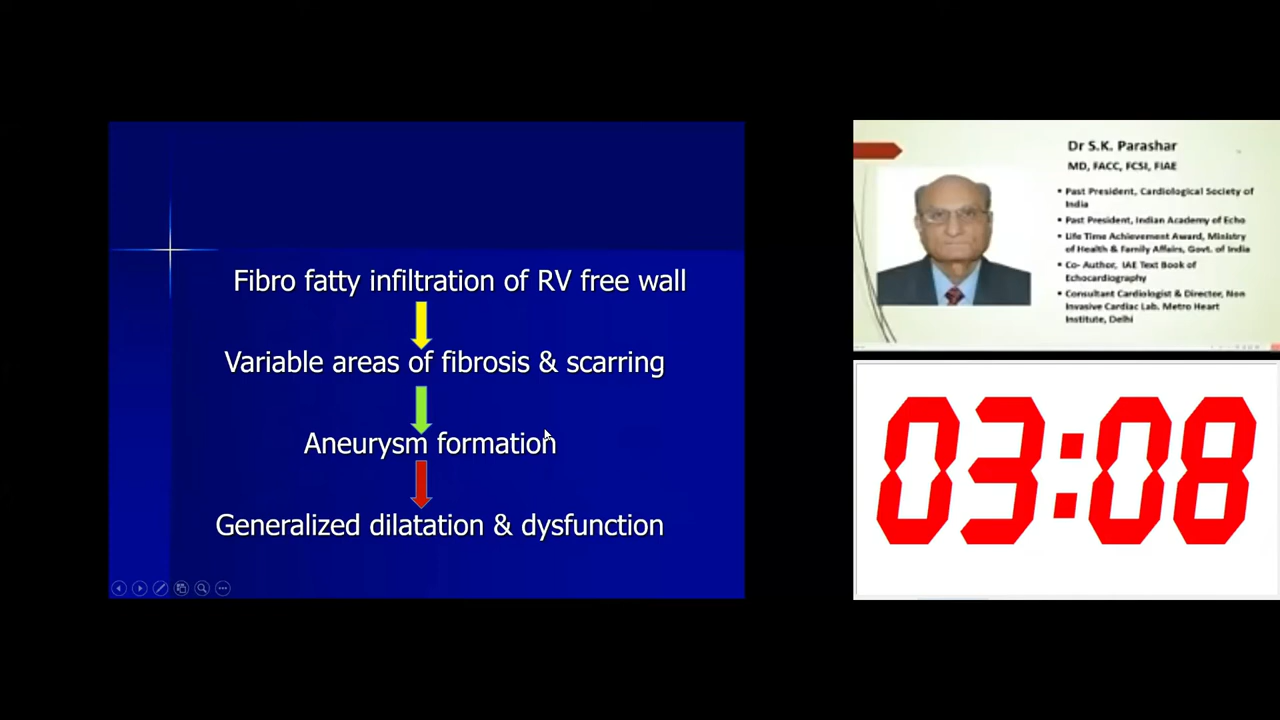 Fibro fatty infiltration of RV free wall
Variable areas of fibrosis & scarring
Aneurysm formation
Generalized dilatation & dysfunction
Dr S.K. Parashar
MD, FACC, FCSI, FIAE
▪ Past President, Cardiological Society of
India
▪ Past President, Indian Academy of Echo
▪ Life Time Achievement Award, Ministry
of Health & Family Affairs, Govt. of India
▪ Co- Author, IAE Text Book of
Echocardiography
▪ Consultant Cardiologist & Director, Non
Invasive Cardiac Lab. Metro Heart
Institute, Delhi
03:08